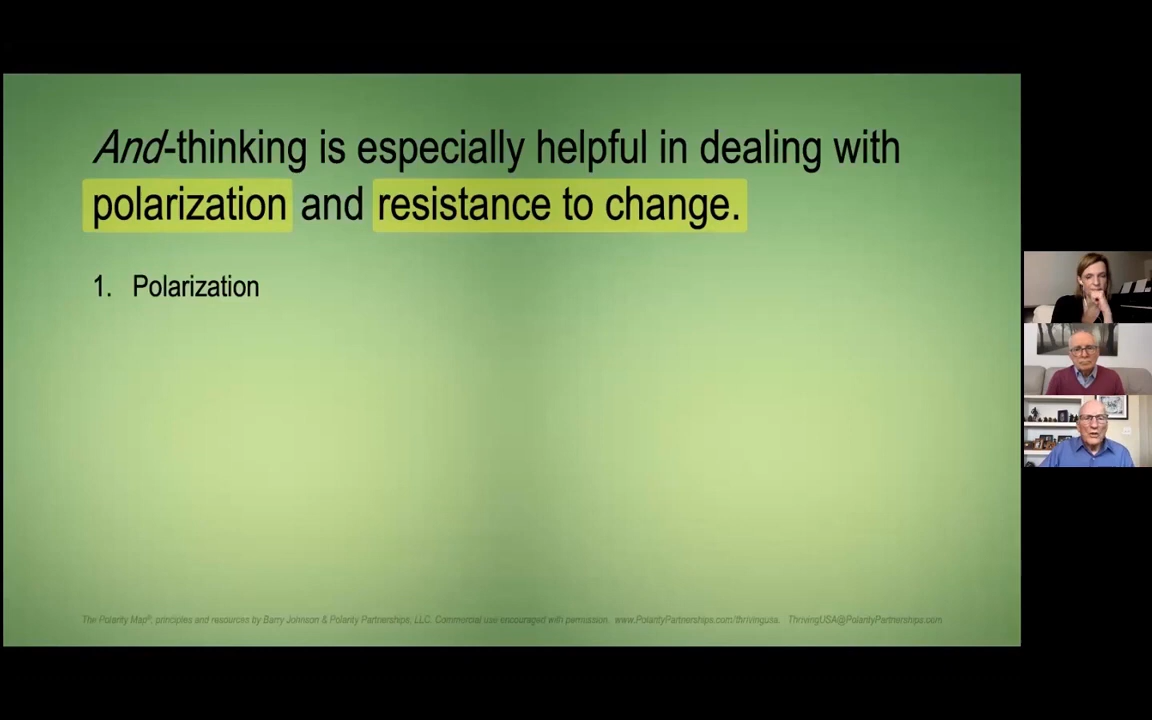 And-thinking is especially helpful in dealing with
polarization and resistance to change.
1. Polarization
The Polarity Map®, principles and resources by Barry Johnson & Polarity Partnerships, LLC. Commercial use encouraged with permission. www.PolarityPartnerships.com/thrivingusa. ThrivingUSA@PolarityPartnerships.com